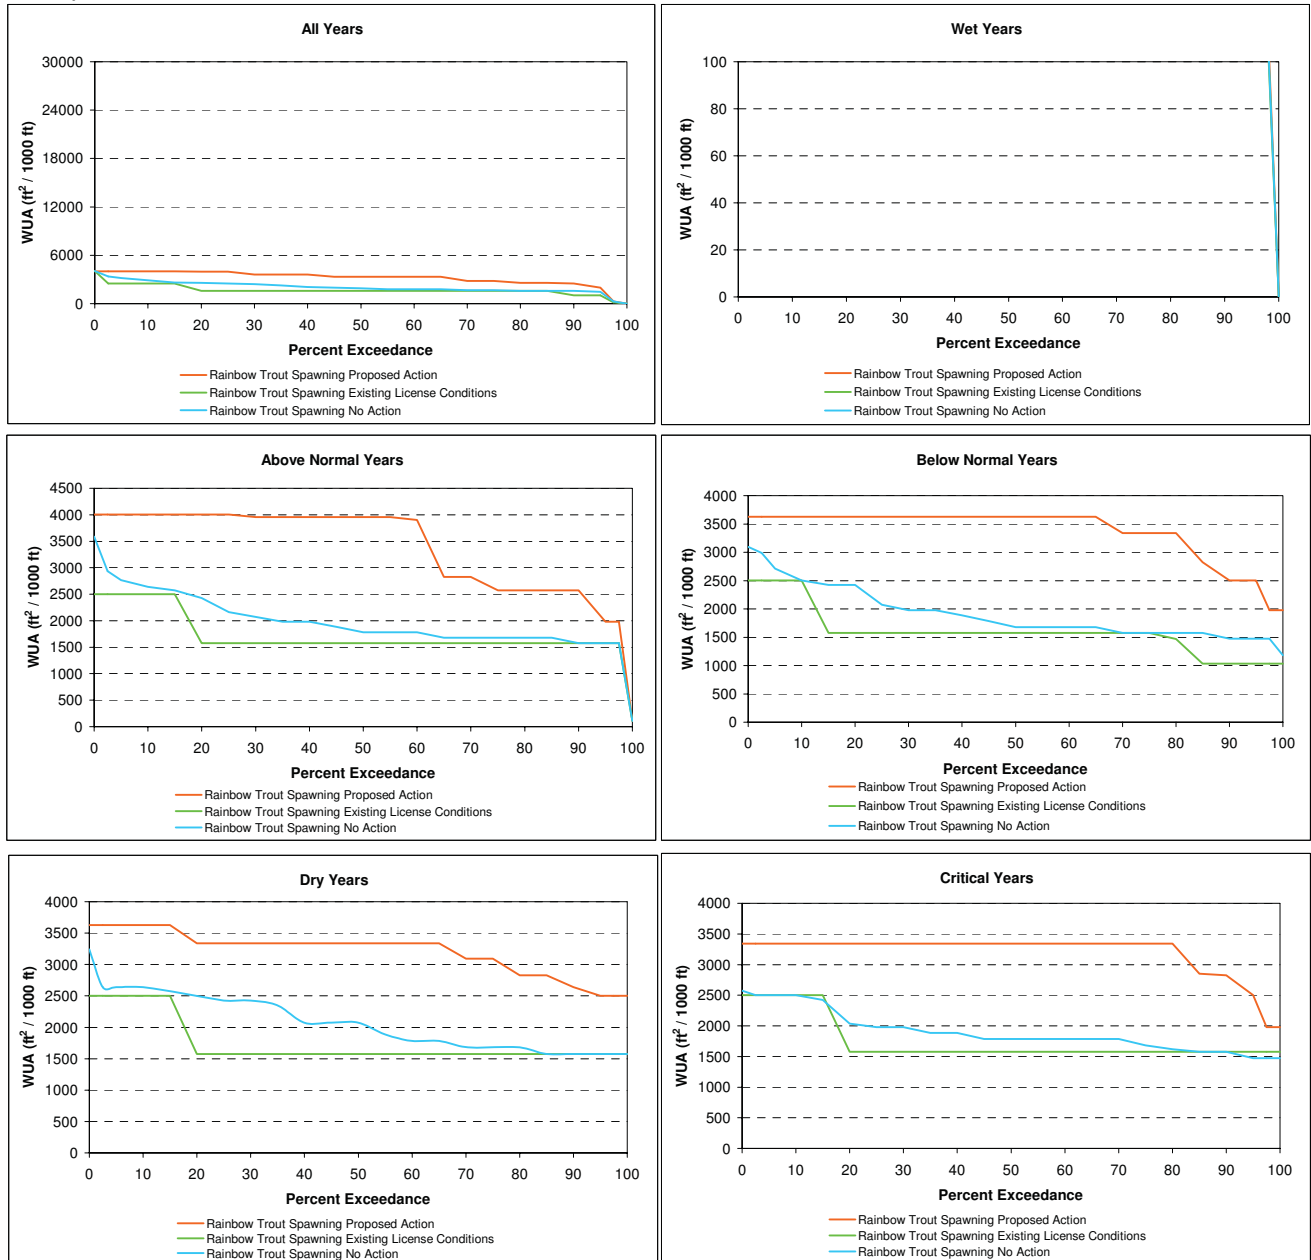 All Years
30000
24000
18000
12000
6000
0
WUA (ft² / 1000 ft)
0 10 20 30 40 50 60 70 80 90 100
Percent Exceedance
Rainbow Trout Spawning Proposed Action
Rainbow Trout Spawning Existing License Conditions
Rainbow Trout Spawning No Action
Wet Years
100
80
60
40
20
0
WUA (ft² / 1000 ft)
0 10 20 30 40 50 60 70 80 90 100
Percent Exceedance
Rainbow Trout Spawning Proposed Action
Rainbow Trout Spawning Existing License Conditions
Rainbow Trout Spawning No Action
Above Normal Years
4500
4000
3500
3000
2500
2000
1500
1000
500
0
WUA (ft² / 1000 ft)
0 10 20 30 40 50 60 70 80 90 100
Percent Exceedance
Rainbow Trout Spawning Proposed Action
Rainbow Trout Spawning Existing License Conditions
Rainbow Trout Spawning No Action
Below Normal Years
4000
3500
3000
2500
2000
1500
1000
500
0
WUA (ft² / 1000 ft)
0 10 20 30 40 50 60 70 80 90 100
Percent Exceedance
Rainbow Trout Spawning Proposed Action
Rainbow Trout Spawning Existing License Conditions
Rainbow Trout Spawning No Action
Dry Years
4000
3500
3000
2500
2000
1500
1000
500
0
WUA (ft² / 1000 ft)
0 10 20 30 40 50 60 70 80 90 100
Percent Exceedance
Rainbow Trout Spawning Proposed Action
Rainbow Trout Spawning Existing License Conditions
Rainbow Trout Spawning No Action
Critical Years
4000
3500
3000
2500
2000
1500
1000
500
0
WUA (ft² / 1000 ft)
0 10 20 30 40 50 60 70 80 90 100
Percent Exceedance
Rainbow Trout Spawning Proposed Action
Rainbow Trout Spawning Existing License Conditions
Rainbow Trout Spawning No Action